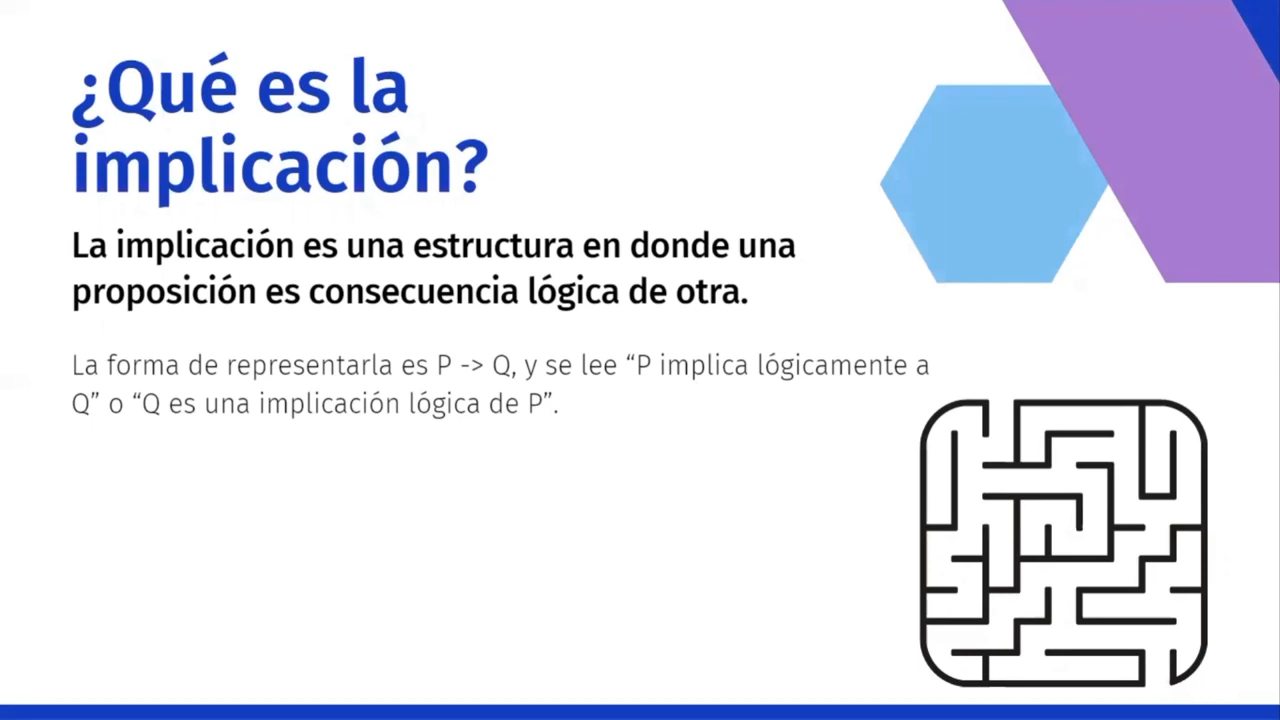 ¿Qué es la
implicación?
La implicación es una estructura en donde una
proposición es consecuencia lógica de otra.
La forma de representarla es P -> Q, y se lee “P implica lógicamente a
Q” o “Q es una implicación lógica de P”.